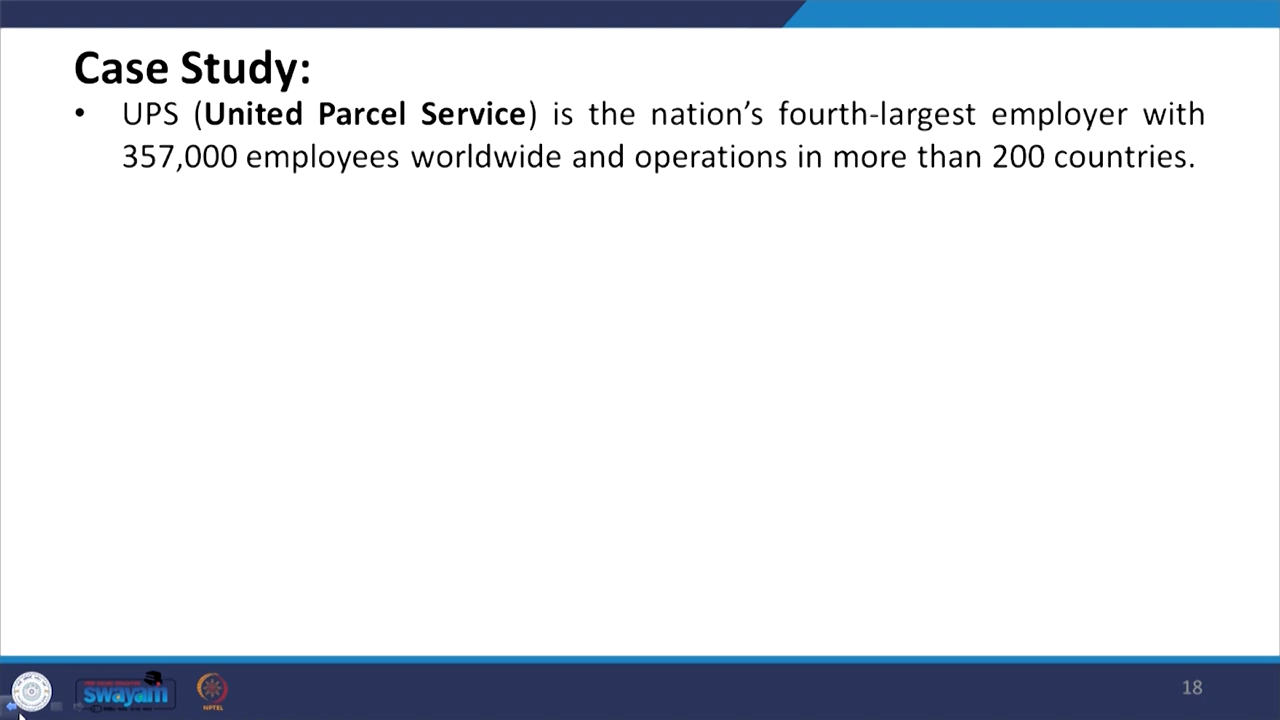 Case Study:
• UPS (United Parcel Service) is the nation’s fourth-largest employer with
357,000 employees worldwide and operations in more than 200 countries.
swayam
NPTEL
18